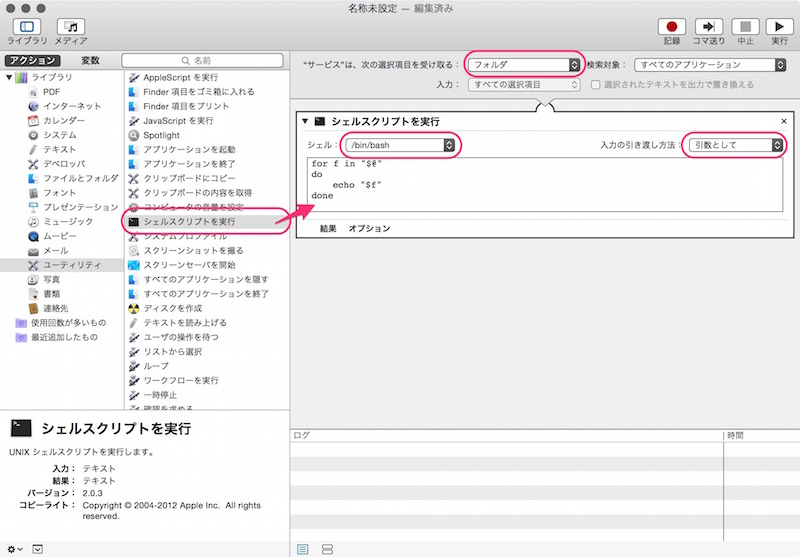 名称未設定 — 編集済み
ライブラリ
メディア
記録
コマ送り
中止
実行
アクション
変数
名前
ライブラリ
PDF
インターネット
カレンダー
システム
テキスト
デベロッパ
ファイルとフォルダ
フォント
プレゼンテーション
ミュージック
ムービー
メール
ユーティリティ
写真
書類
連絡先
使用回数が多いもの
最近追加したもの
AppleScript を実行
Finder 項目をゴミ箱に入れる
Finder 項目をプリント
JavaScript を実行
Spotlight
アプリケーションを起動
アプリケーションを終了
クリップボードにコピー
クリップボードの内容を取得
コンピュータの音量を設定
シェルスクリプトを実行
システムプロファイル
スクリーンショットを撮る
スクリーンセーバを開始
すべてのアプリケーションを隠す
すべてのアプリケーションを終了
ディスクを作成
テキストを読み上げる
ユーザの操作を待つ
リストから選択
ループ
ワークフローを実行
一時停止
確認を求める
"サービス"は、次の選択項目を受け取る：
フォルダ
検索対象：
すべてのアプリケーション
入力：
すべての選択項目
選択されたテキストを出力で置き換える
シェルスクリプトを実行
シェル：
/bin/bash
入力の引き渡し方法：
引数として
for f in "$@"
do
echo "$f"
done
結果
オプション
シェルスクリプトを実行
UNIX シェルスクリプトを実行します。
入力： テキスト
結果： テキスト
バージョン： 2.0.3
コピーライト： Copyright © 2004-2012 Apple Inc. All rights
reserved.
ログ
時間